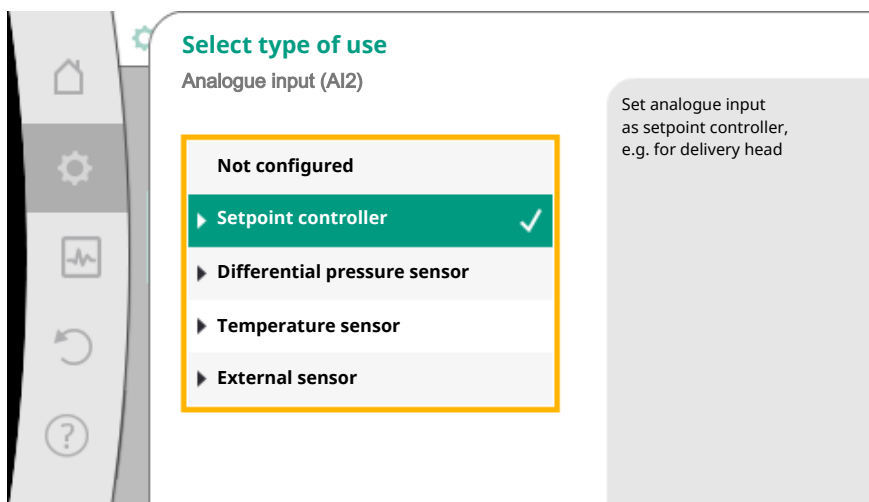 Select type of use
Analogue input (AI2)
Set analogue input
as setpoint controller,
e.g. for delivery head
Not configured
Setpoint controller
Differential pressure sensor
Temperature sensor
External sensor
?